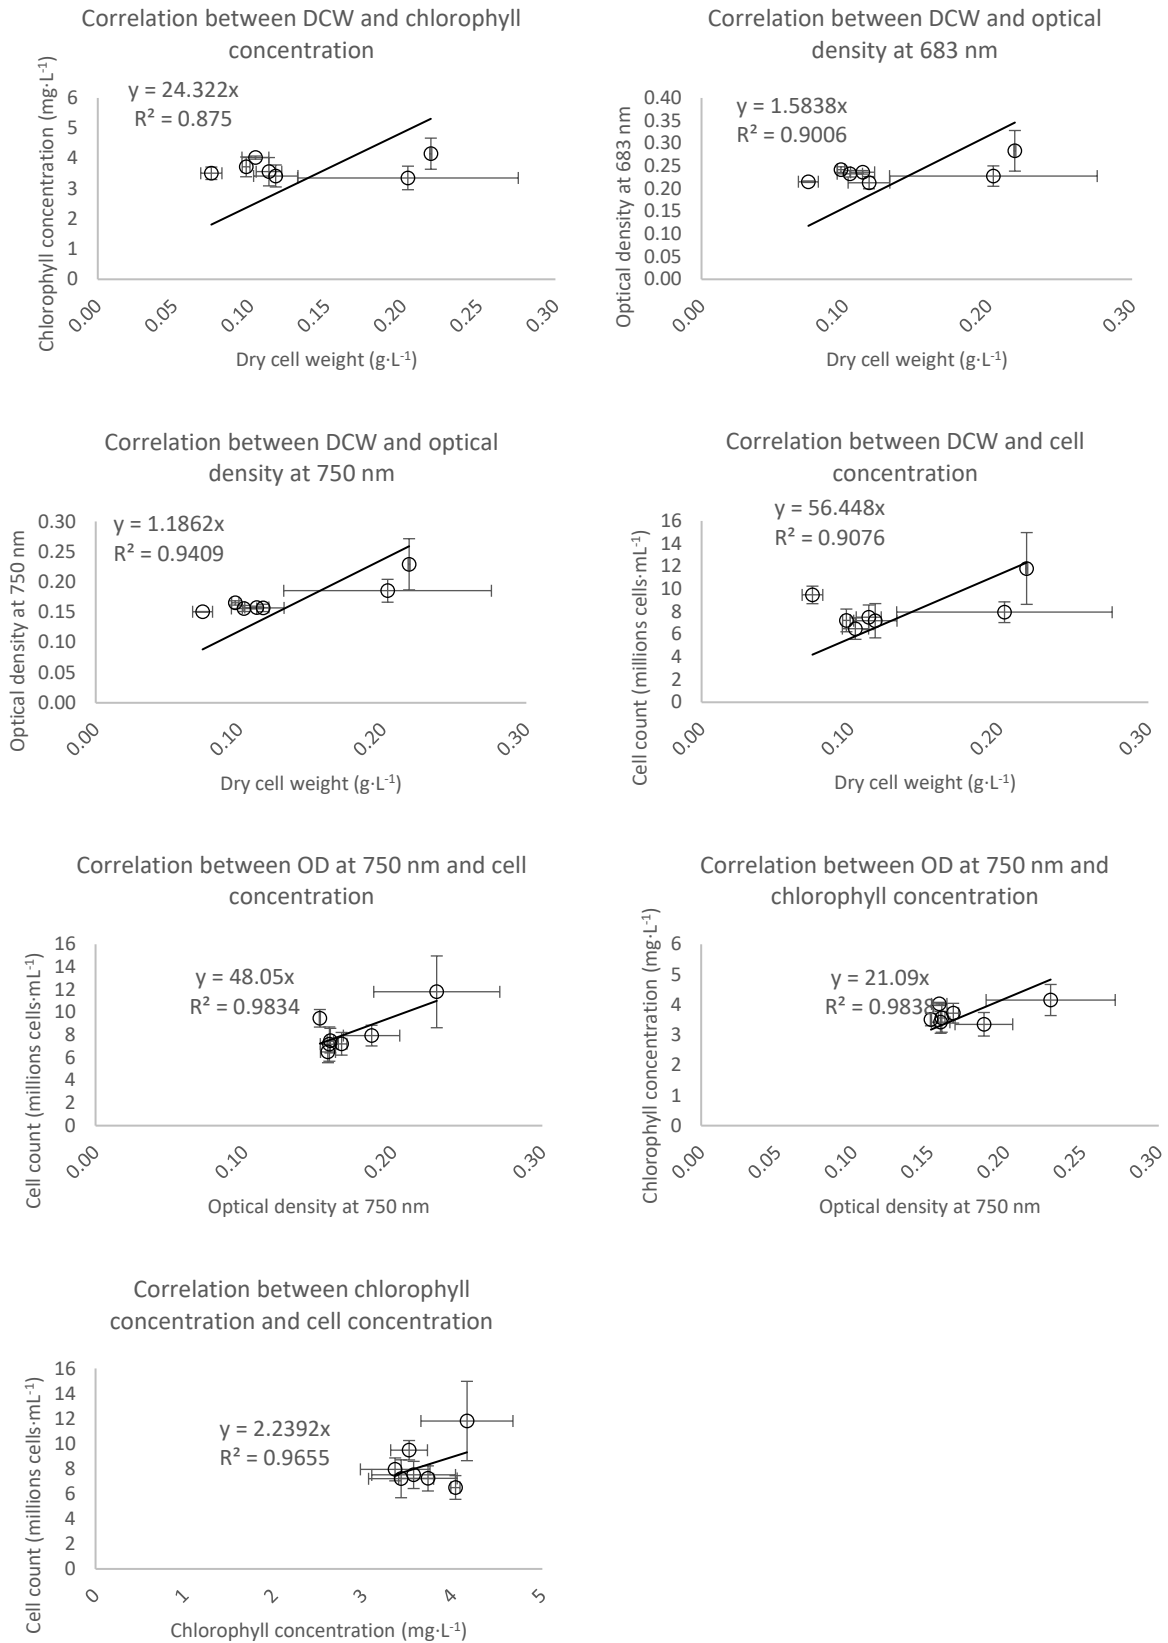 Correlation between DCW and chlorophyll
concentration
y = 24.322x
R² = 0.875
Chlorophyll concentration (mg·L⁻¹)
6
5
4
3
2
1
0
0.00
0.05
0.10
0.15
0.20
0.25
0.30
Dry cell weight (g·L⁻¹)
Correlation between DCW and optical
density at 683 nm
y = 1.5838x
R² = 0.9006
Optical density at 683 nm
0.40
0.35
0.30
0.25
0.20
0.15
0.10
0.05
0.00
0.00
0.10
0.20
0.30
Dry cell weight (g·L⁻¹)
Correlation between DCW and optical
density at 750 nm
y = 1.1862x
R² = 0.9409
Optical density at 750 nm
0.30
0.25
0.20
0.15
0.10
0.05
0.00
0.00
0.10
0.20
0.30
Dry cell weight (g·L⁻¹)
Correlation between DCW and cell
concentration
y = 56.448x
R² = 0.9076
Cell count (millions cells·mL⁻¹)
16
14
12
10
8
6
4
2
0
0.00
0.10
0.20
0.30
Dry cell weight (g·L⁻¹)
Correlation between OD at 750 nm and cell
concentration
y = 48.05x
R² = 0.9834
Cell count (millions cells·mL⁻¹)
16
14
12
10
8
6
4
2
0
0.00
0.10
0.20
0.30
Optical density at 750 nm
Correlation between OD at 750 nm and
chlorophyll concentration
y = 21.09x
R² = 0.9838
Chlorophyll concentration (mg·L⁻¹)
6
5
4
3
2
1
0
0.00
0.05
0.10
0.15
0.20
0.25
0.30
Optical density at 750 nm
Correlation between chlorophyll
concentration and cell concentration
y = 2.2392x
R² = 0.9655
Cell count (millions cells·mL⁻¹)
16
14
12
10
8
6
4
2
0
0
1
2
3
4
5
Chlorophyll concentration (mg·L⁻¹)